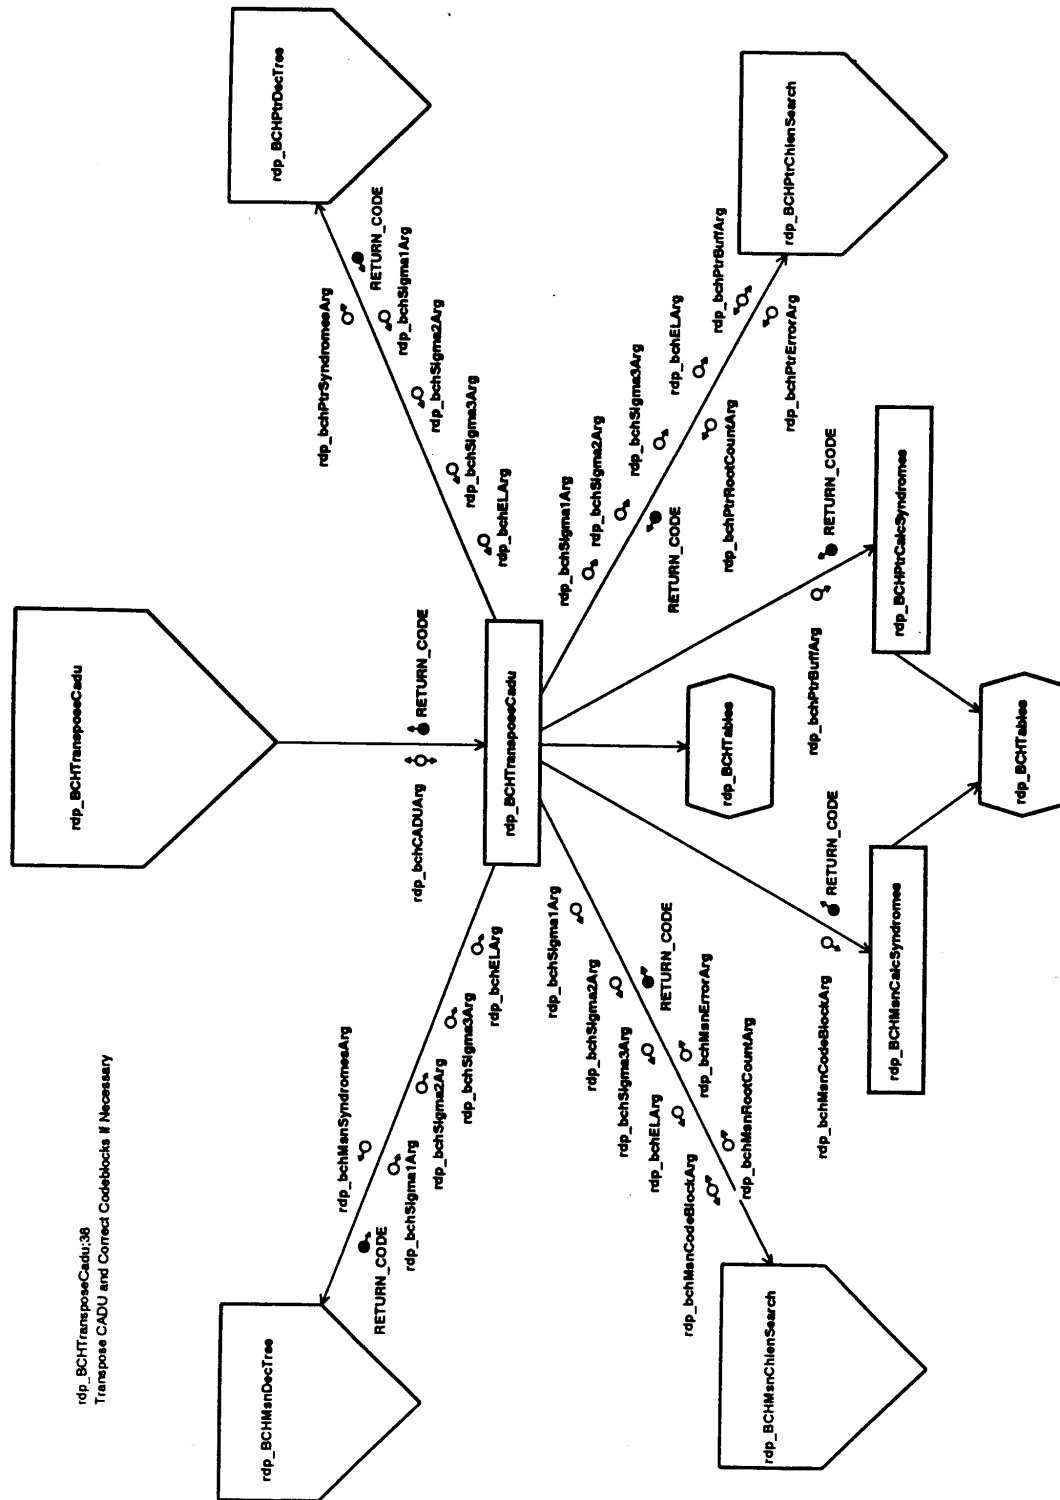 rdp_BCHTransposeCadu;38
Transpose CADU and Correct Codeblocks If Necessary
rdp_BCHTransposeCadu
rdp_bchCADUArg
RETURN_CODE
rdp_BCHTransposeCadu
rdp_BCHMsnDecTree
rdp_bchMsnSyndromesArg
RETURN_CODE
rdp_bchSigma1Arg
rdp_bchSigma2Arg
rdp_bchSigma3Arg
rdp_bchELArg
rdp_BCHPtrDecTree
rdp_bchPtrSyndromesArg
RETURN_CODE
rdp_bchSigma1Arg
rdp_bchSigma2Arg
rdp_bchSigma3Arg
rdp_bchELArg
rdp_BCHMsnChienSearch
rdp_bchSigma1Arg
rdp_bchSigma2Arg
rdp_bchSigma3Arg
rdp_bchELArg
rdp_bchMsnCodeBlockArg
RETURN_CODE
rdp_bchMsnErrorArg
rdp_bchMsnRootCountArg
rdp_BCHMsnCalcSyndromes
rdp_bchMsnCodeBlockArg
RETURN_CODE
rdp_BCHTables
rdp_BCHPtrCalcSyndromes
rdp_bchPtrBuffArg
RETURN_CODE
rdp_BCHTables
rdp_BCHPtrChienSearch
rdp_bchSigma1Arg
rdp_bchSigma2Arg
rdp_bchSigma3Arg
rdp_bchELArg
rdp_bchPtrBuffArg
RETURN_CODE
rdp_bchPtrRootCountArg
rdp_bchPtrErrorArg